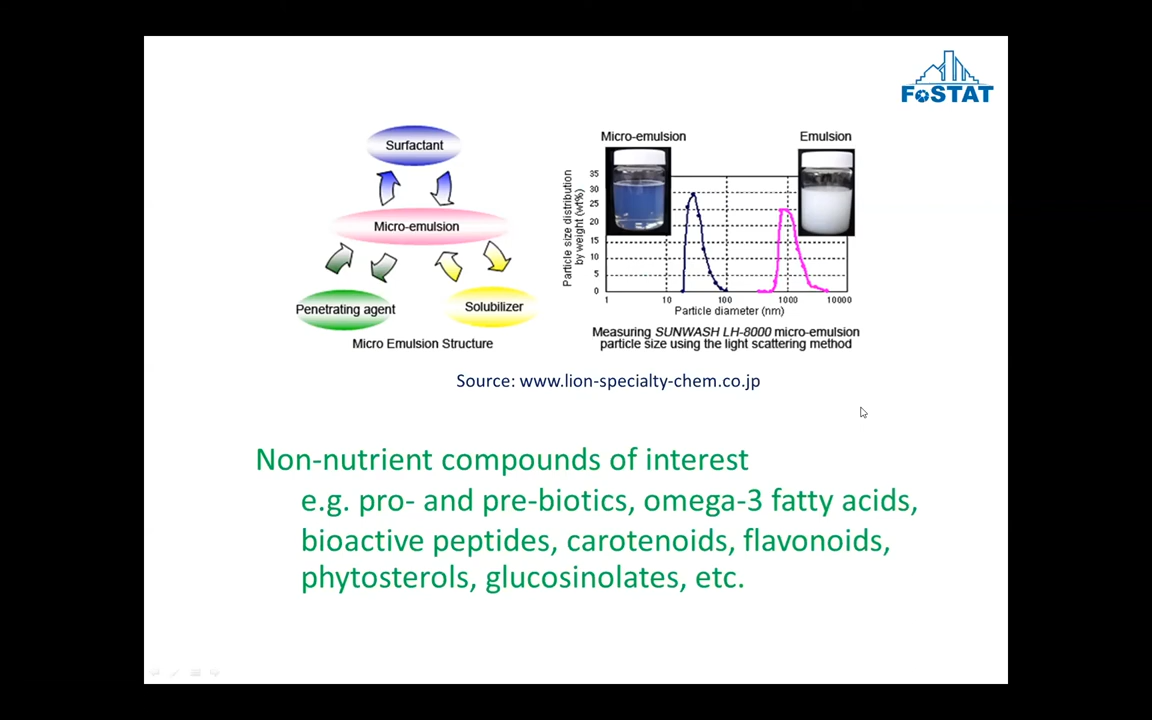 FoSTAT
Surfactant
Micro-emulsion
Penetrating agent
Solubilizer
Micro Emulsion Structure
Micro-emulsion
Emulsion
Particle size distribution
by weight (wt%)
35
30
25
20
15
10
5
0
1
10
100
1000
10000
Particle diameter (nm)
Measuring SUNWASH LH-8000 micro-emulsion
particle size using the light scattering method
Source: www.lion-specialty-chem.co.jp
Non-nutrient compounds of interest
e.g. pro- and pre-biotics, omega-3 fatty acids,
bioactive peptides, carotenoids, flavonoids,
phytosterols, glucosinolates, etc.